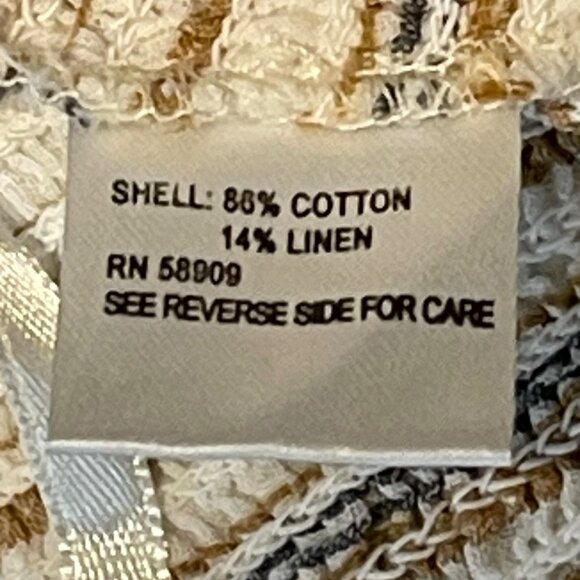 SHELL: 86% COTTON
14% LINEN
RN 58909
SEE REVERSE SIDE FOR CARE